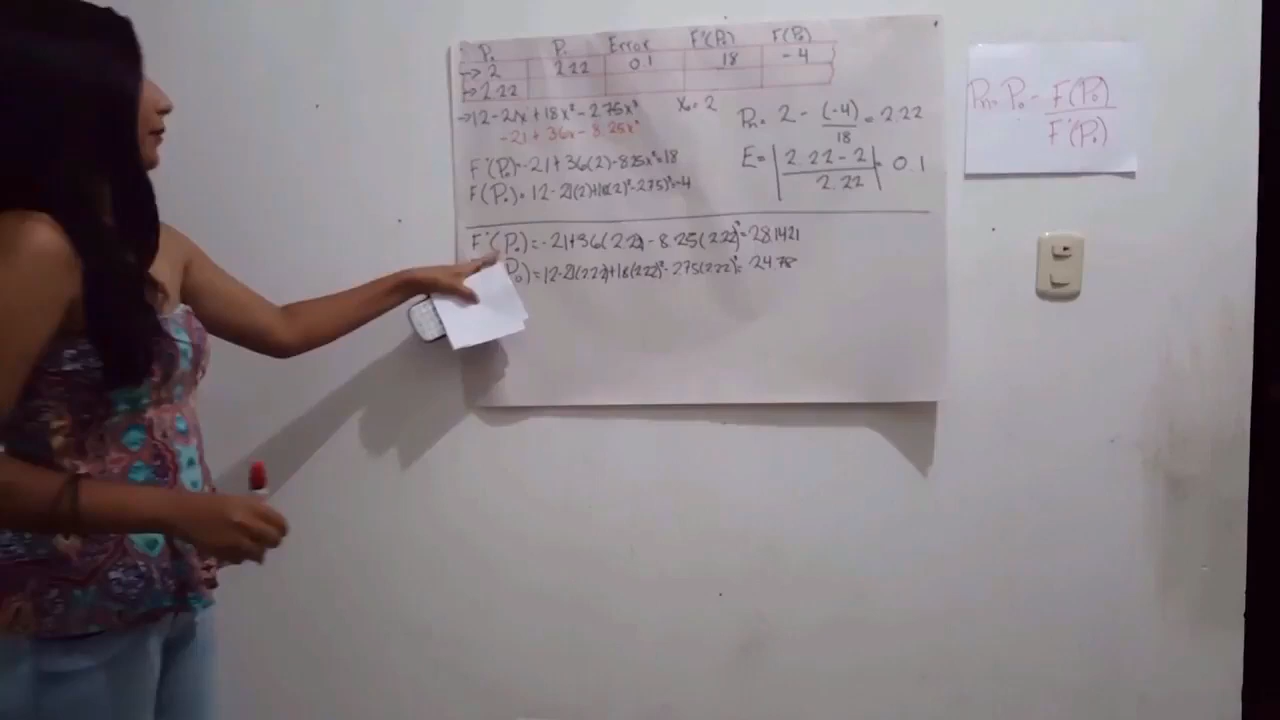 P₀ Pₙ Error F'(P₀) F(P₀)
→ 2 2.22 0.1 18 -4
→ 2.22
→ 12 - 21x + 18x² - 2.75x³ X₀ = 2
-21 + 36x - 8.25x²
F'(P₀) = -21 + 36(2) - 8.25x² = 18
F(P₀) = 12 - 21(2) + 18(2)² - 2.75)³ = -4
Pₙ = 2 - (-4)/18 = 2.22
E = |2.22 - 2 / 2.22| = 0.1
F'(P₀) = -21 + 36(2.22) - 8.25(2.22)² = 28.1421
P₀) = 12 - 21(2.22) + 18(2.22)² - 2.75(2.22)³ = 24.78
Pₙ = P₀ - F(P₀) / F'(P₀)